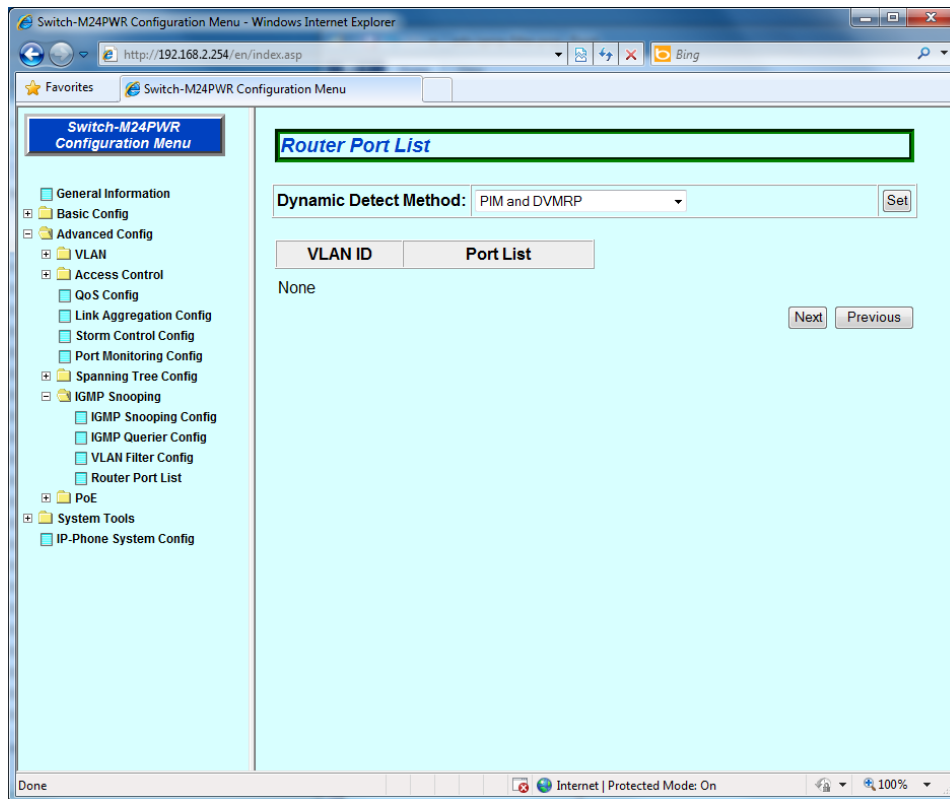 Switch-M24PWR Configuration Menu - Windows Internet Explorer
http://192.168.2.254/en/index.asp
Bing
Favorites
Switch-M24PWR Configuration Menu
Switch-M24PWR
Configuration Menu
General Information
Basic Config
Advanced Config
VLAN
Access Control
QoS Config
Link Aggregation Config
Storm Control Config
Port Monitoring Config
Spanning Tree Config
IGMP Snooping
IGMP Snooping Config
IGMP Querier Config
VLAN Filter Config
Router Port List
PoE
System Tools
IP-Phone System Config
Router Port List
Dynamic Detect Method: PIM and DVMRP Set
VLAN ID Port List
None
Next Previous
Done
Internet | Protected Mode: On
100%